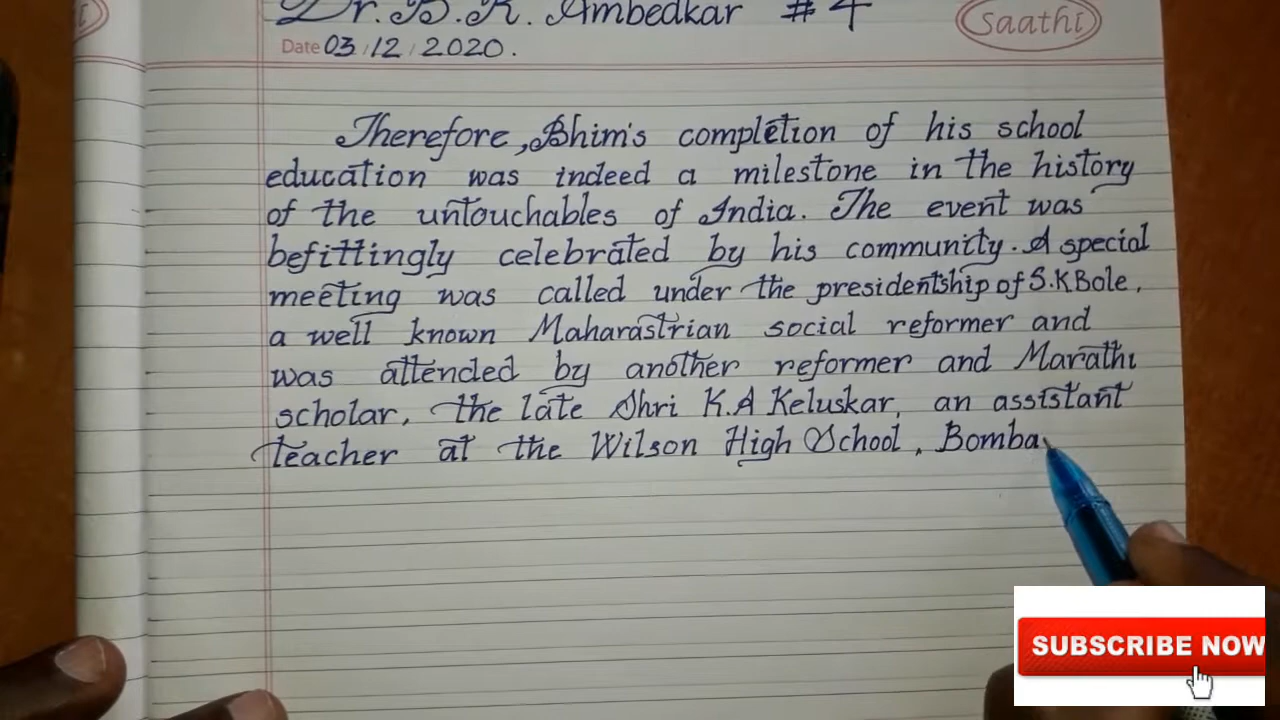 Dr. B. R. Ambedkar #4
Saathi
Date 03/12/2020.
Therefore, Bhim's completion of his school
education was indeed a milestone in the history
of the untouchables of India. The event was
befittingly celebrated by his community. A special
meeting was called under the presidentship of S.K Bole,
a well known Maharastrian social reformer and
was attended by another reformer and Marathi
scholar, the late Shri K.A Keluskar, an assistant
teacher at the Wilson High School, Bomba
SUBSCRIBE NOW